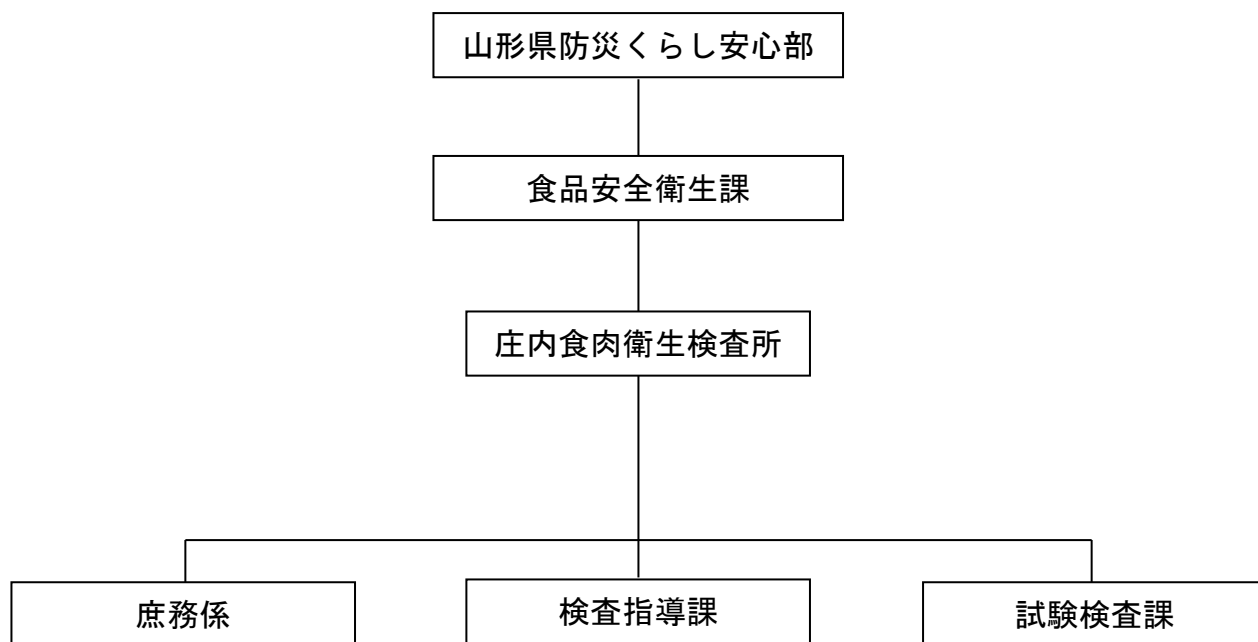 山形県防災くらし安心部
食品安全衛生課
庄内食肉衛生検査所
庶務係
検査指導課
試験検査課